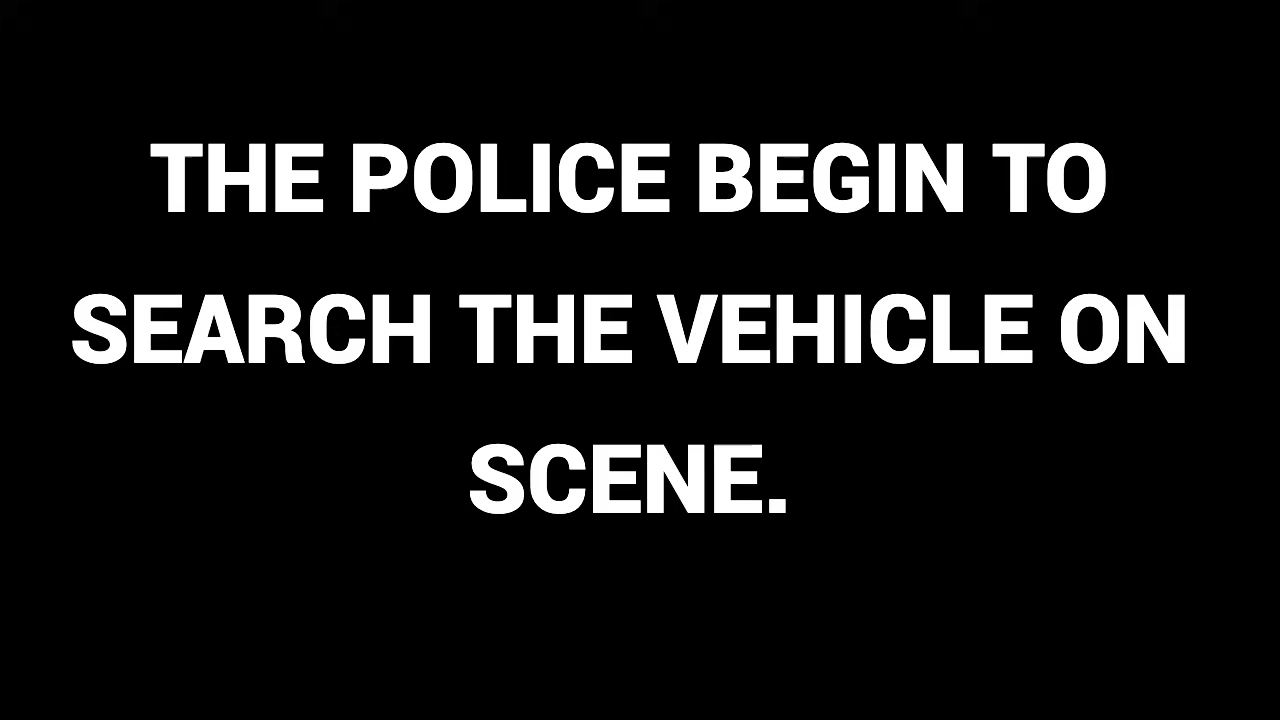 THE POLICE BEGIN TO
SEARCH THE VEHICLE ON
SCENE.